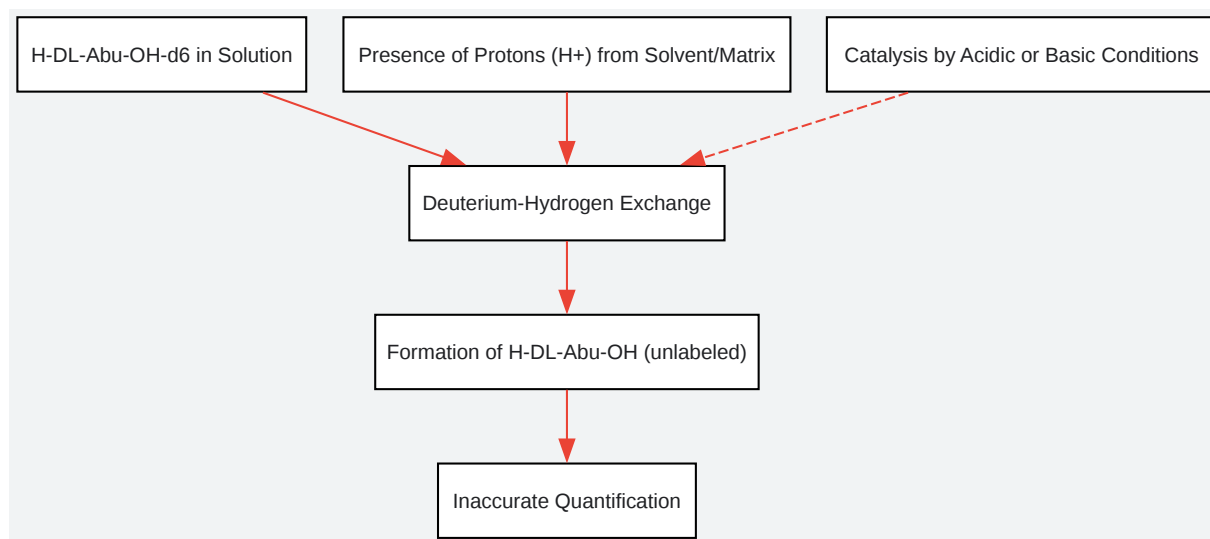 H-DL-Abu-OH-d6 in Solution
Presence of Protons (H+) from Solvent/Matrix
Catalysis by Acidic or Basic Conditions
Deuterium-Hydrogen Exchange
Formation of H-DL-Abu-OH (unlabeled)
Inaccurate Quantification